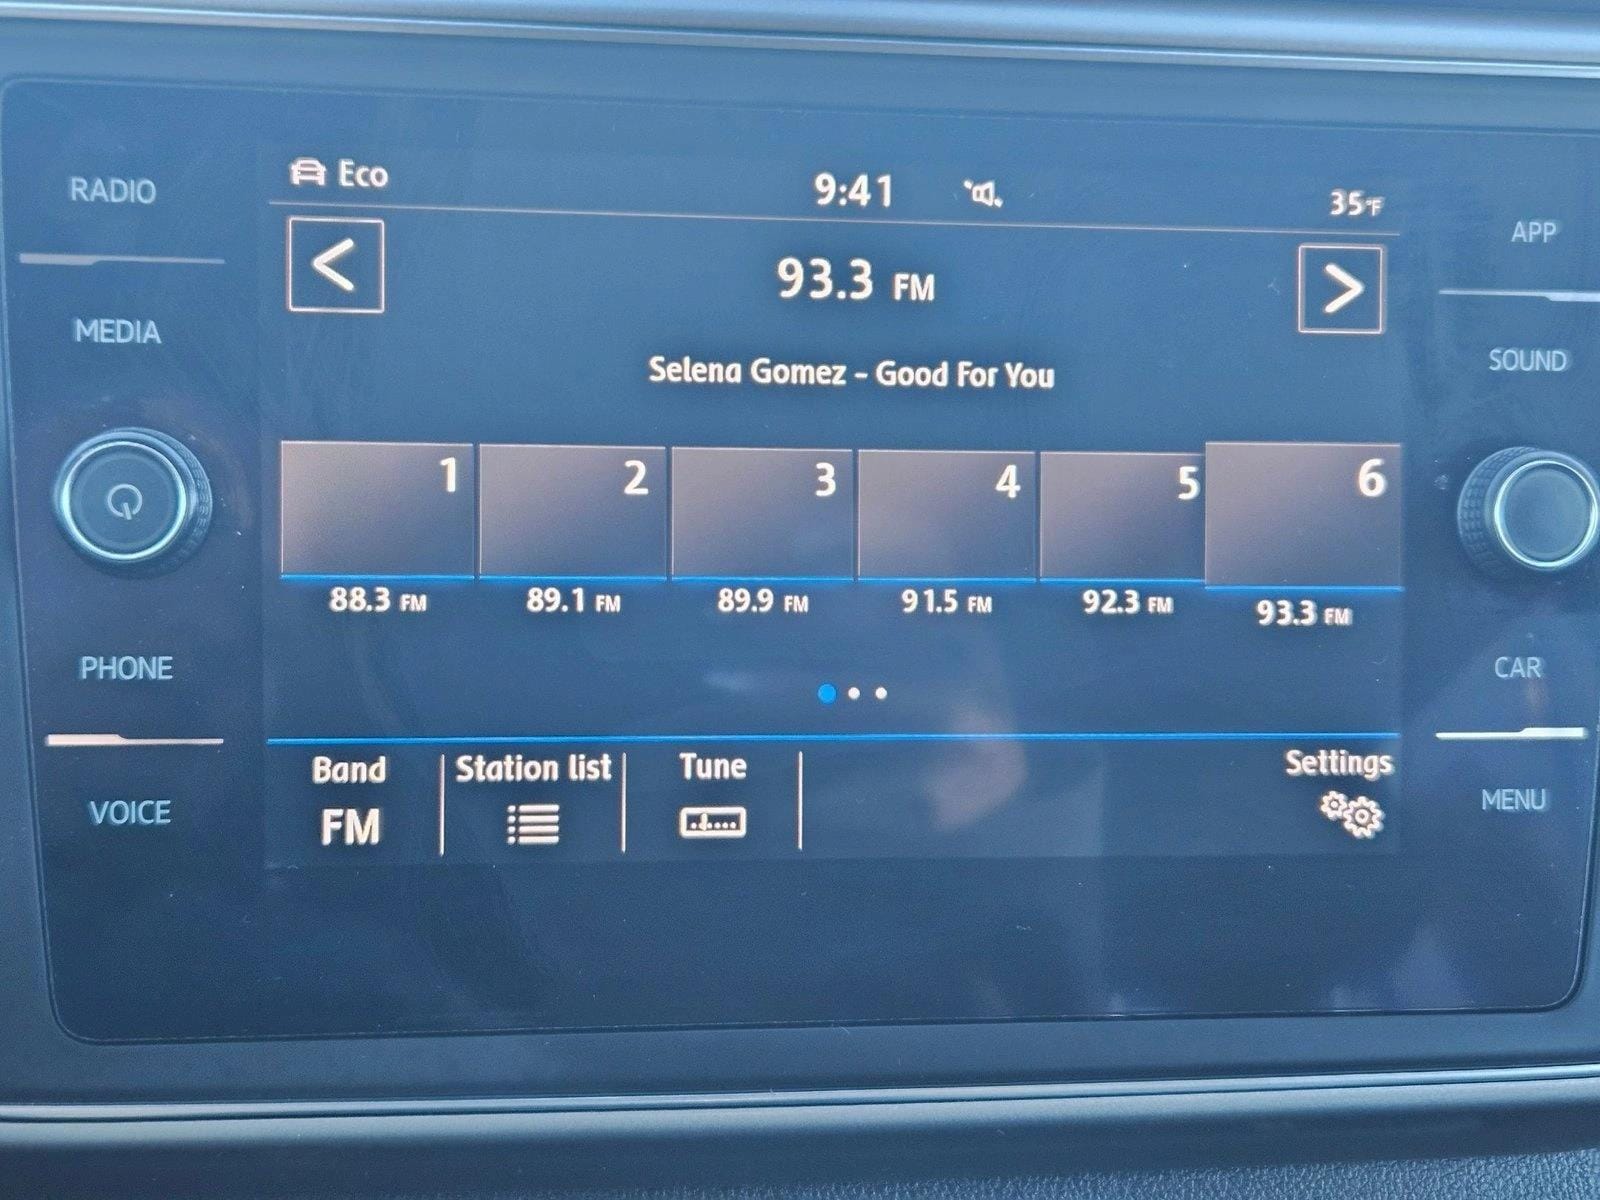 RADIO
MEDIA
PHONE
VOICE
Eco 9:41 35°F
< 93.3 FM >
Selena Gomez - Good For You
1 2 3 4 5 6
88.3 FM 89.1 FM 89.9 FM 91.5 FM 92.3 FM 93.3 FM
Band Station list Tune Settings
FM
APP
SOUND
CAR
MENU